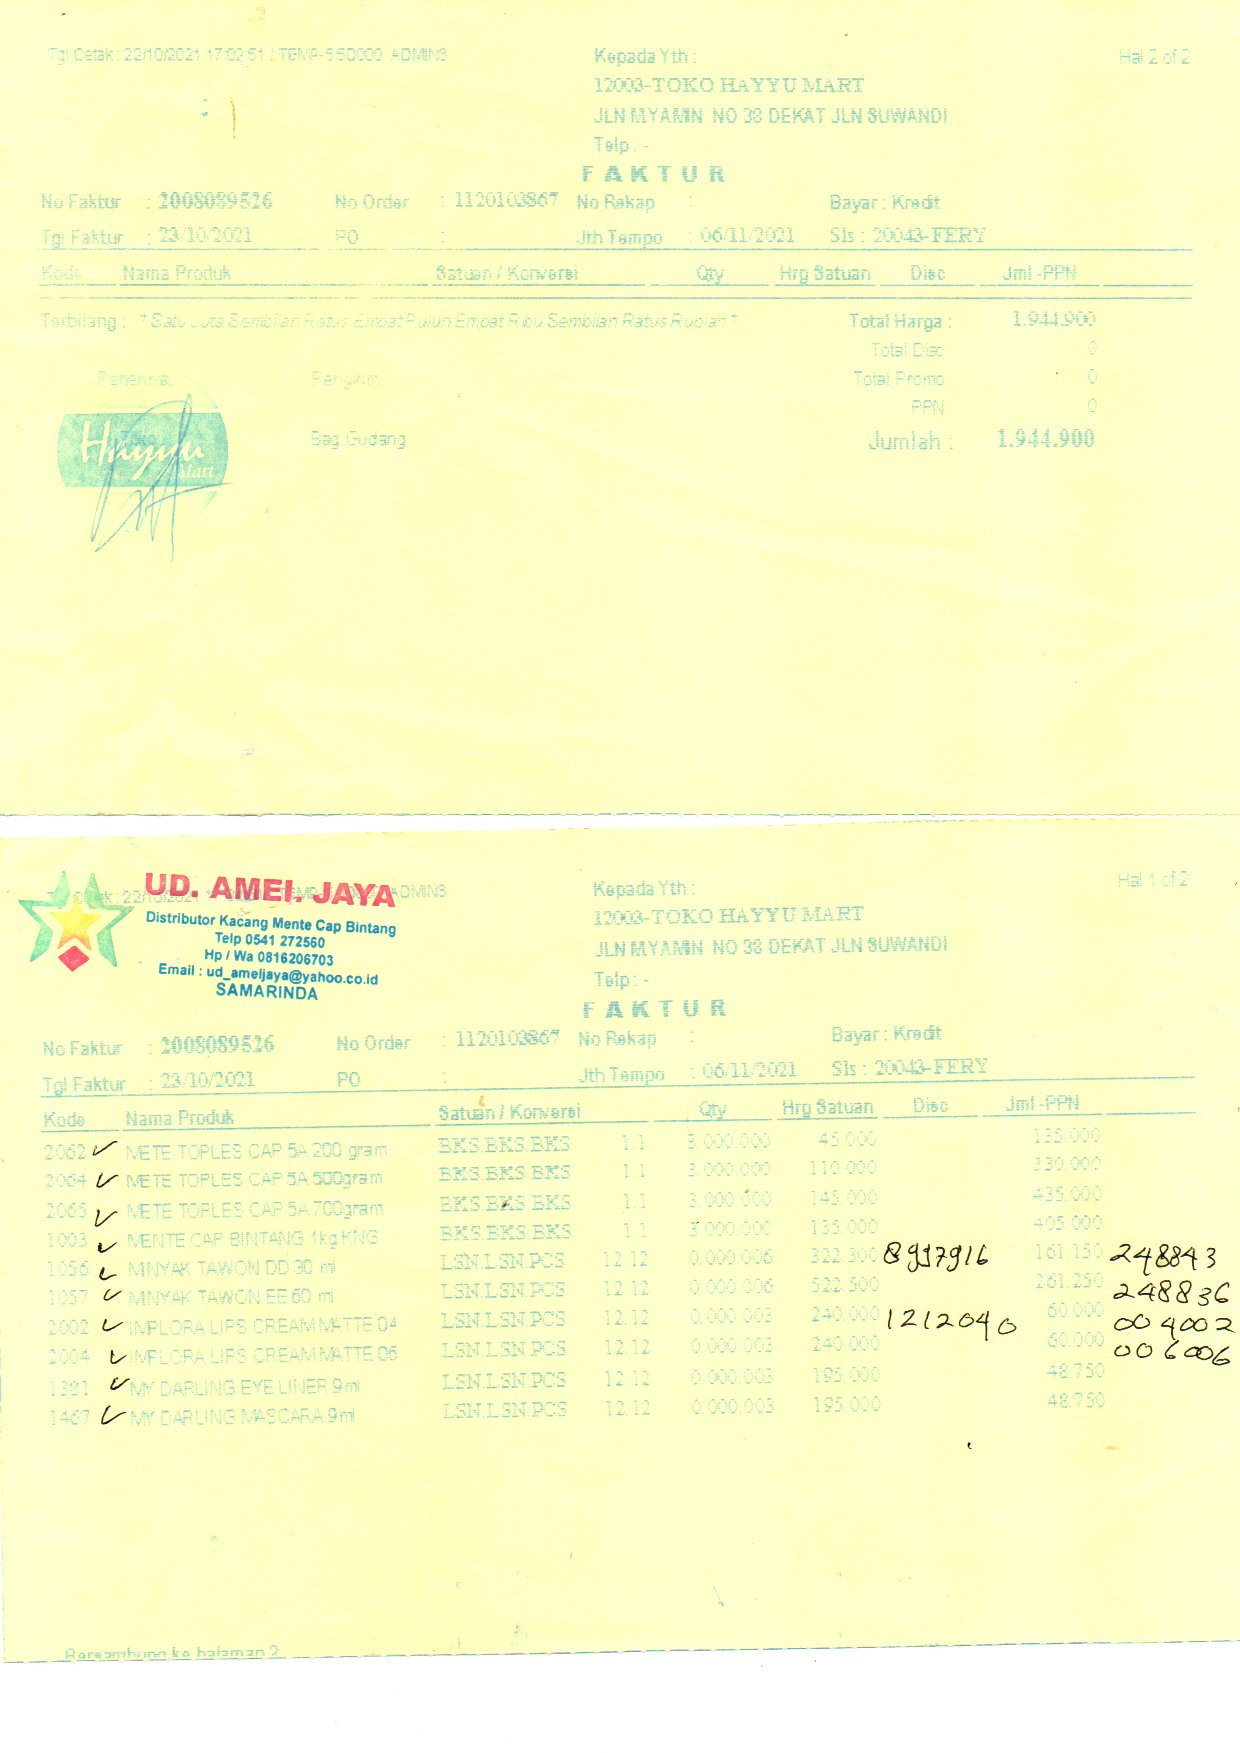 Tgl Cetak : 22/10/2021 17:02:51 / TEMP-55D000 ADMIN3 Kepada Yth : Hal 2 of 2
12003-TOKO HAYYU MART
JLN M.YAMIN NO 38 DEKAT JLN SUWANDI
Telp : -
FAKTUR
No Faktur : 2008089526 No Order : 1120103867 No Rekap : Bayar : Kredit
Tgl Faktur : 23/10/2021 PO : Jth Tempo : 06/11/2021 Sls : 20043-FERY
Kode Nama Produk Satuan / Konversi Qty Hrg Satuan Disc Jml -PPN
Terbilang : * Satu Juta Sembilan Ratus Empat Puluh Empat Ribu Sembilan Ratus Rupiah * Total Harga : 1.944.900
Total Disc 0
Penerima, Pengirim Total Promo 0
PPN 0
Toko
Hayyu
Mart
Bag. Gudang Jumlah : 1.944.900
UD. AMEL JAYA
Distributor Kacang Mente Cap Bintang
Telp 0541 272560
Hp / Wa 0816206703
Email : ud_ameljaya@yahoo.co.id
SAMARINDA
22/10/2021 ADMIN3 Kepada Yth : Hal 1 of 2
12003-TOKO HAYYU MART
JLN M.YAMIN NO 38 DEKAT JLN SUWANDI
Telp : -
FAKTUR
No Faktur : 2008089526 No Order : 1120103867 No Rekap : Bayar : Kredit
Tgl Faktur : 23/10/2021 PO : Jth Tempo : 06/11/2021 Sls : 20043-FERY
Kode Nama Produk Satuan / Konversi Qty Hrg Satuan Disc Jml -PPN
2062 METE TOPLES CAP 5A 200 gram BKS.BKS.BKS 1.1 3.000.000 45.000 135.000
2064 METE TOPLES CAP 5A 500gram BKS.BKS.BKS 1.1 3.000.000 110.000 330.000
2065 METE TOPLES CAP 5A 700gram BKS.BKS.BKS 1.1 3.000.000 145.000 435.000
1003 MENTE CAP BINTANG 1kg KNG BKS.BKS.BKS 1.1 3.000.000 135.000 405.000
1056 MINYAK TAWON DD 30 ml LSN.LSN.PCS 12.12 0.000.006 322.300 8997916 161.150 248843
1057 MINYAK TAWON EE 60 ml LSN.LSN.PCS 12.12 0.000.006 522.500 261.250 248836
2002 IMPLORA LIPS CREAM MATTE 04 LSN.LSN.PCS 12.12 0.000.003 240.000 1212040 60.000 004002
2004 IMPLORA LIPS CREAM MATTE 06 LSN.LSN.PCS 12.12 0.000.003 240.000 60.000 006006
1381 MY DARLING EYE LINER 9ml LSN.LSN.PCS 12.12 0.000.003 195.000 48.750
1467 MY DARLING MASCARA 9ml LSN.LSN.PCS 12.12 0.000.003 195.000 48.750
Bersambung ke halaman 2